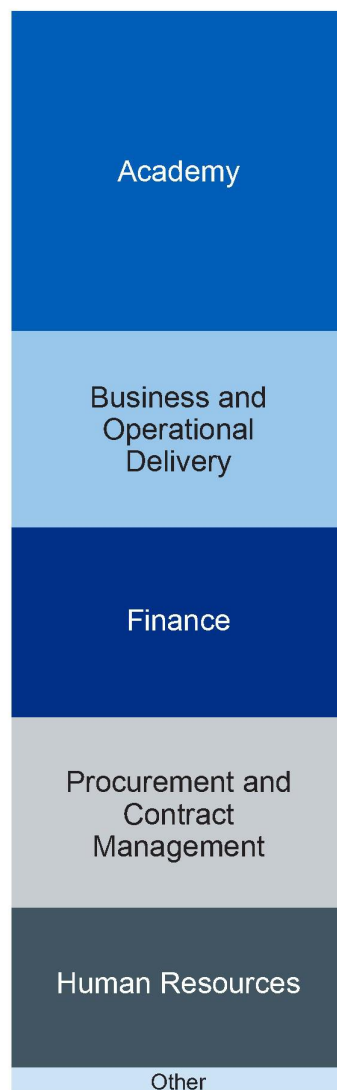 Academy
Business and
Operational
Delivery
Finance
Procurement and
Contract
Management
Human Resources
Other